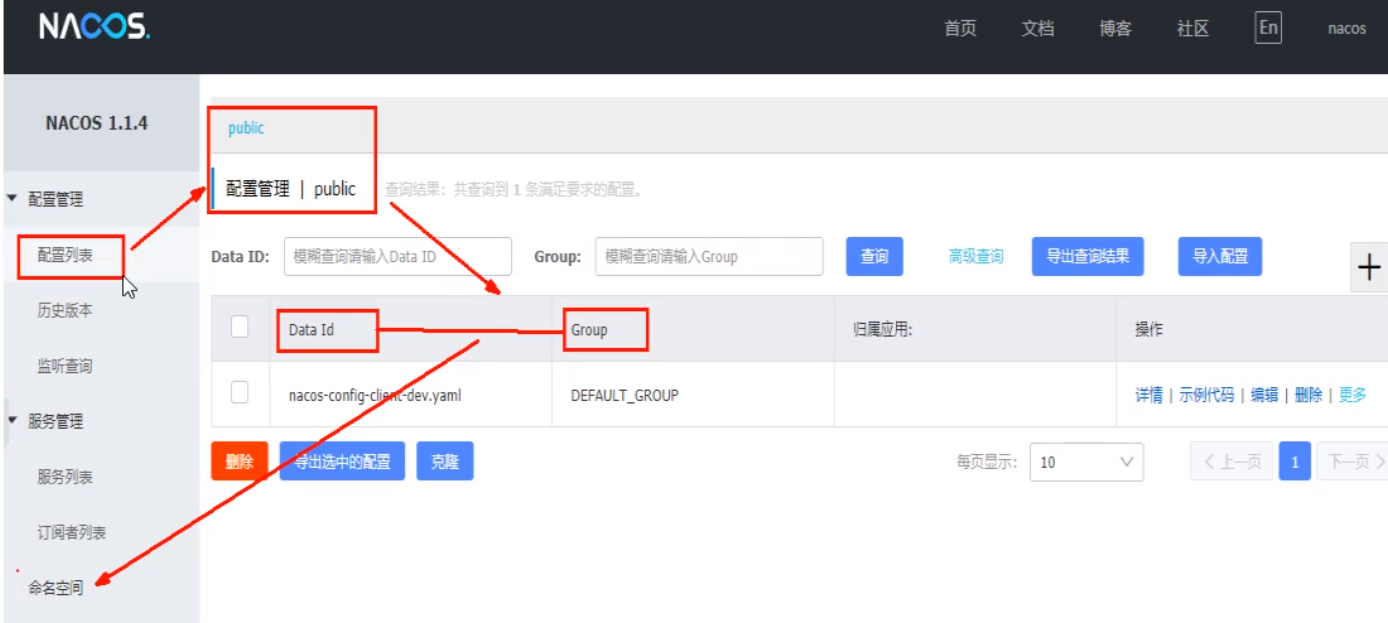 NACOS.
首页 文档 博客 社区 En nacos
NACOS 1.1.4
public
配置管理
配置管理 | public 查询结果：共查询到 1 条满足要求的配置。
配置列表
Data ID: 模糊查询请输入Data ID Group: 模糊查询请输入Group 查询 高级查询 导出查询结果 导入配置
历史版本
Data Id Group 归属应用: 操作
监听查询
nacos-config-client-dev.yaml DEFAULT_GROUP 详情 | 示例代码 | 编辑 | 删除 | 更多
服务管理
删除 导出选中的配置 克隆 每页显示: 10 上一页 1 下一页
服务列表
订阅者列表
命名空间